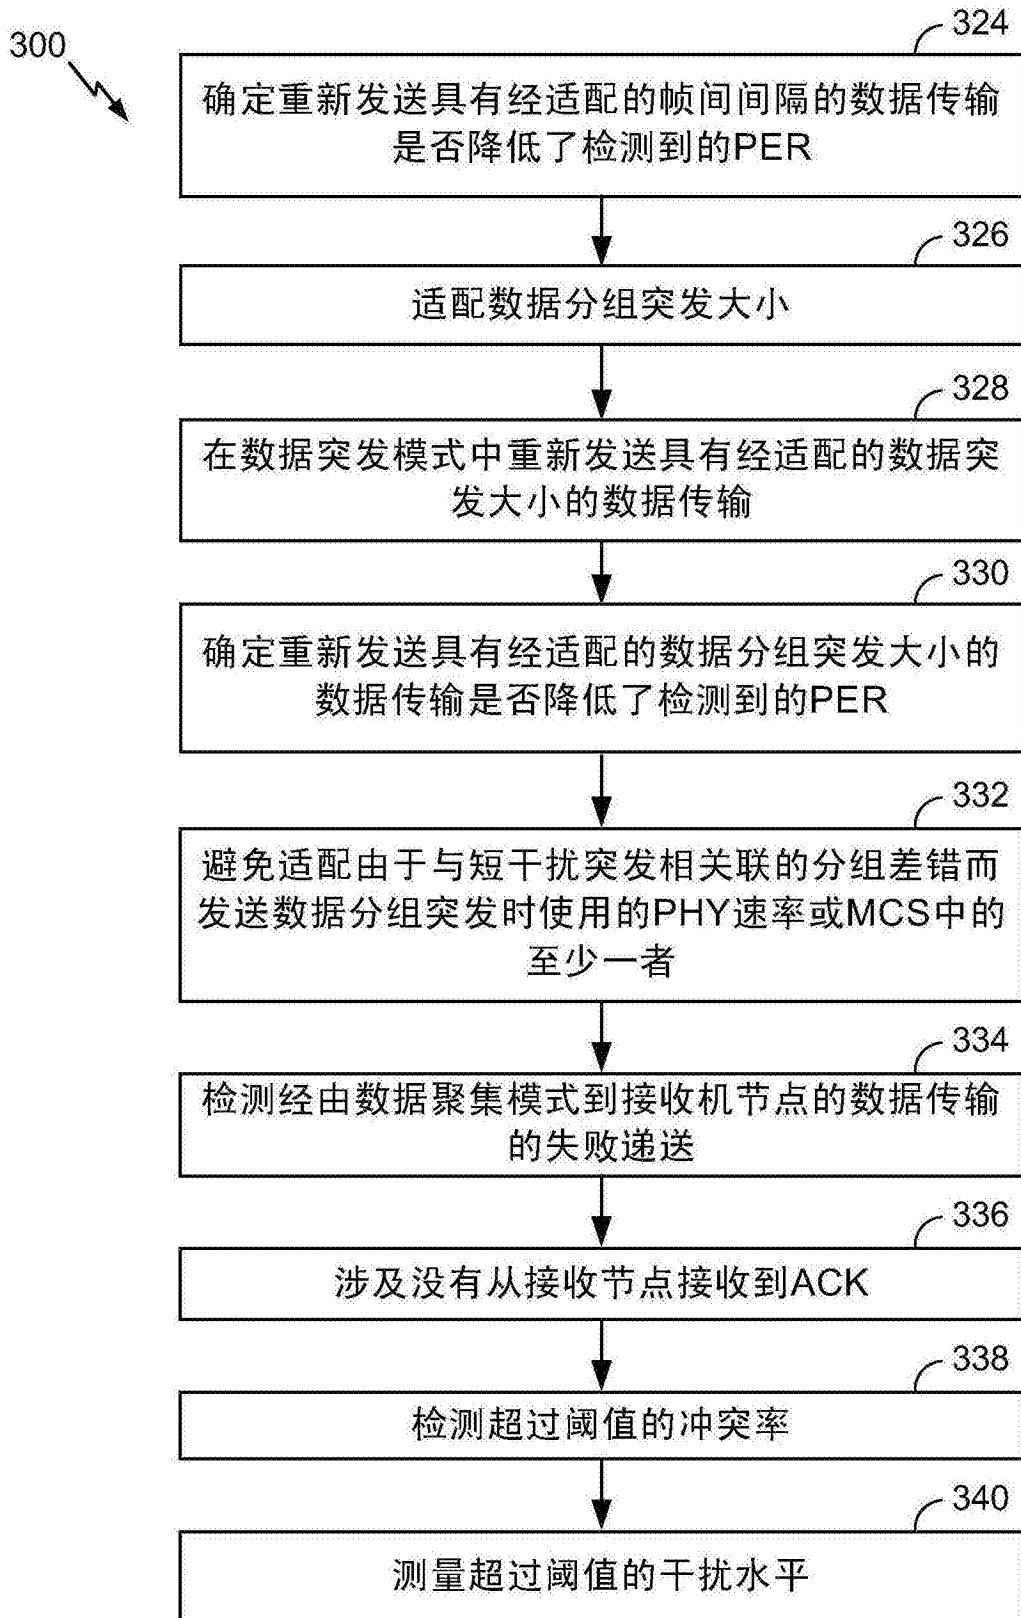 300
324
确定重新发送具有经适配的帧间间隔的数据传输
是否降低了检测到的PER
326
适配数据分组突发大小
328
在数据突发模式中重新发送具有经适配的数据突
发大小的数据传输
330
确定重新发送具有经适配的数据分组突发大小的
数据传输是否降低了检测到的PER
332
避免适配由于与短干扰突发相关联的分组差错而
发送数据分组突发时使用的PHY速率或MCS中的
至少一者
334
检测经由数据聚集模式到接收机节点的数据传输
的失败递送
336
涉及没有从接收节点接收到ACK
338
检测超过阈值的冲突率
340
测量超过阈值的干扰水平